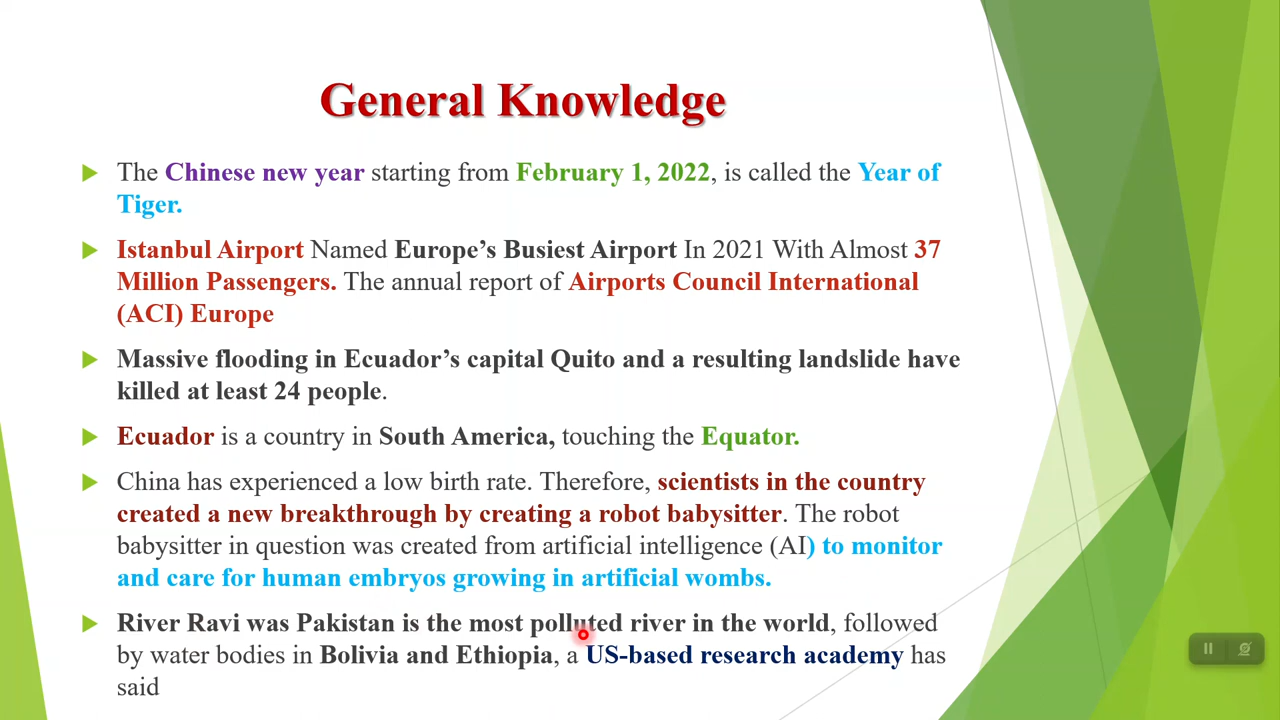 General Knowledge
The Chinese new year starting from February 1, 2022, is called the Year of
Tiger.
Istanbul Airport Named Europe's Busiest Airport In 2021 With Almost 37
Million Passengers. The annual report of Airports Council International
(ACI) Europe
Massive flooding in Ecuador's capital Quito and a resulting landslide have
killed at least 24 people.
Ecuador is a country in South America, touching the Equator.
China has experienced a low birth rate. Therefore, scientists in the country
created a new breakthrough by creating a robot babysitter. The robot
babysitter in question was created from artificial intelligence (AI) to monitor
and care for human embryos growing in artificial wombs.
River Ravi was Pakistan is the most polluted river in the world, followed
by water bodies in Bolivia and Ethiopia, a US-based research academy has
said